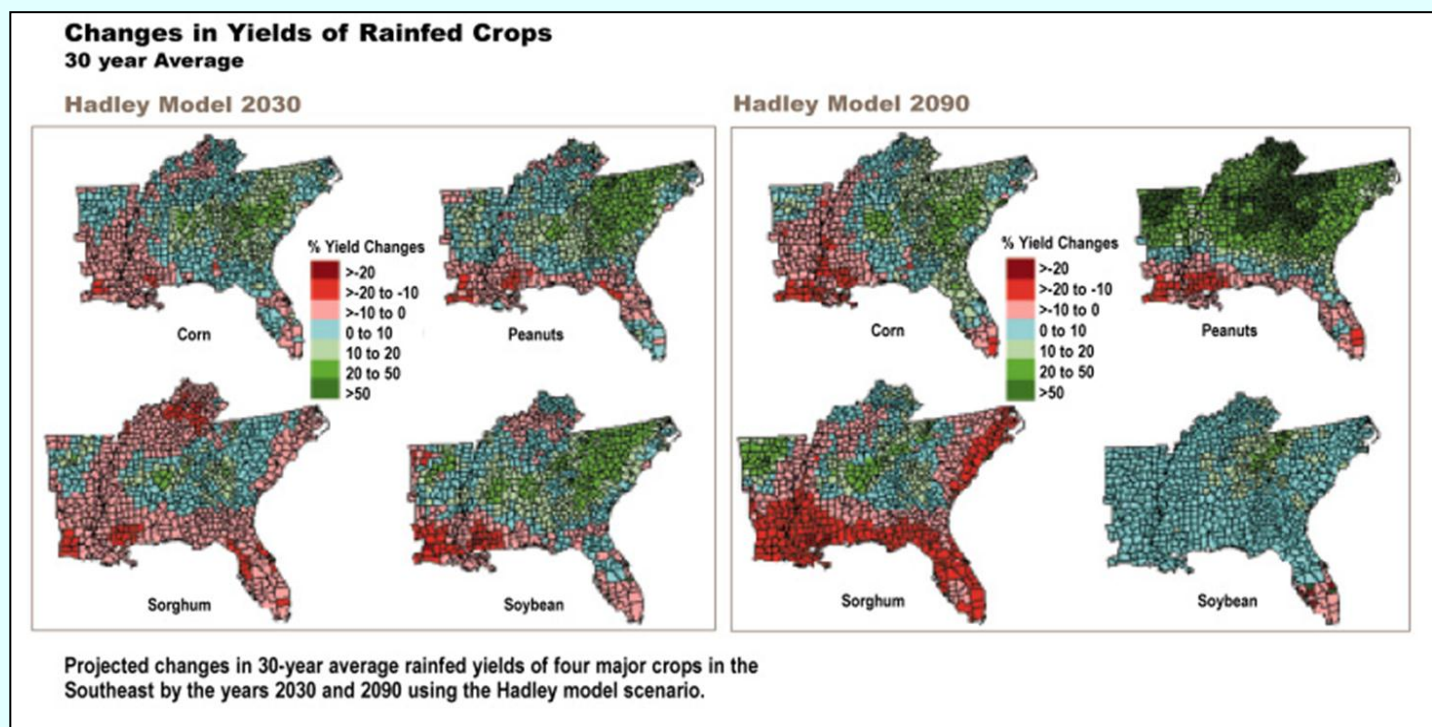 Changes in Yields of Rainfed Crops
30 year Average
Hadley Model 2030
Corn
Peanuts
% Yield Changes
>-20
>-20 to -10
>-10 to 0
0 to 10
10 to 20
20 to 50
>50
Sorghum
Soybean
Hadley Model 2090
Corn
Peanuts
% Yield Changes
>-20
>-20 to -10
>-10 to 0
0 to 10
10 to 20
20 to 50
>50
Sorghum
Soybean
Projected changes in 30-year average rainfed yields of four major crops in the
Southeast by the years 2030 and 2090 using the Hadley model scenario.